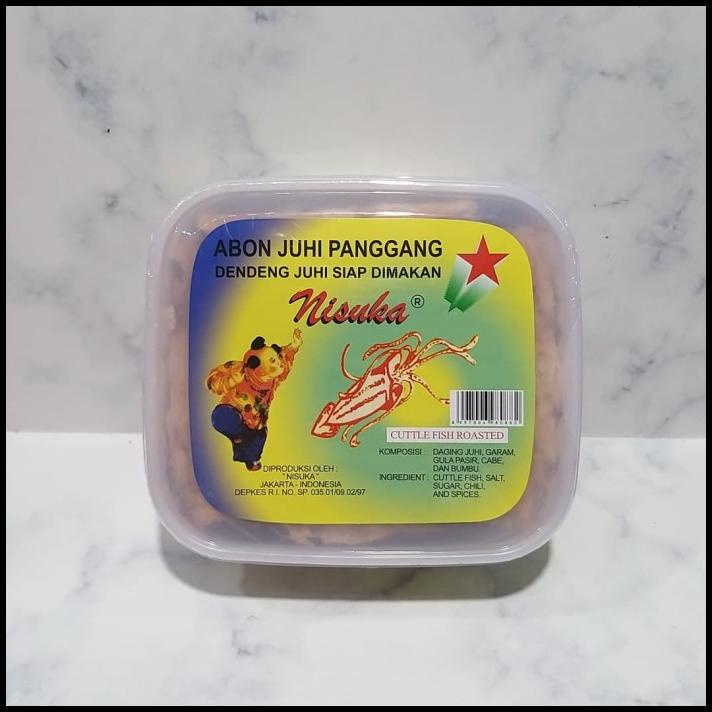 ABON JUHI PANGGANG
DENDENG JUHI SIAP DIMAKAN
Nisuka ®
CUTTLE FISH ROASTED
KOMPOSISI : DAGING JUHI, GARAM,
GULA PASIR, CABE,
DAN BUMBU.
INGREDIENT : CUTTLE FISH, SALT,
SUGAR, CHILI,
AND SPICES.
DIPRODUKSI OLEH :
"NISUKA"
JAKARTA - INDONESIA
DEPKES R.I. NO. SP. 035.01/09.02/97